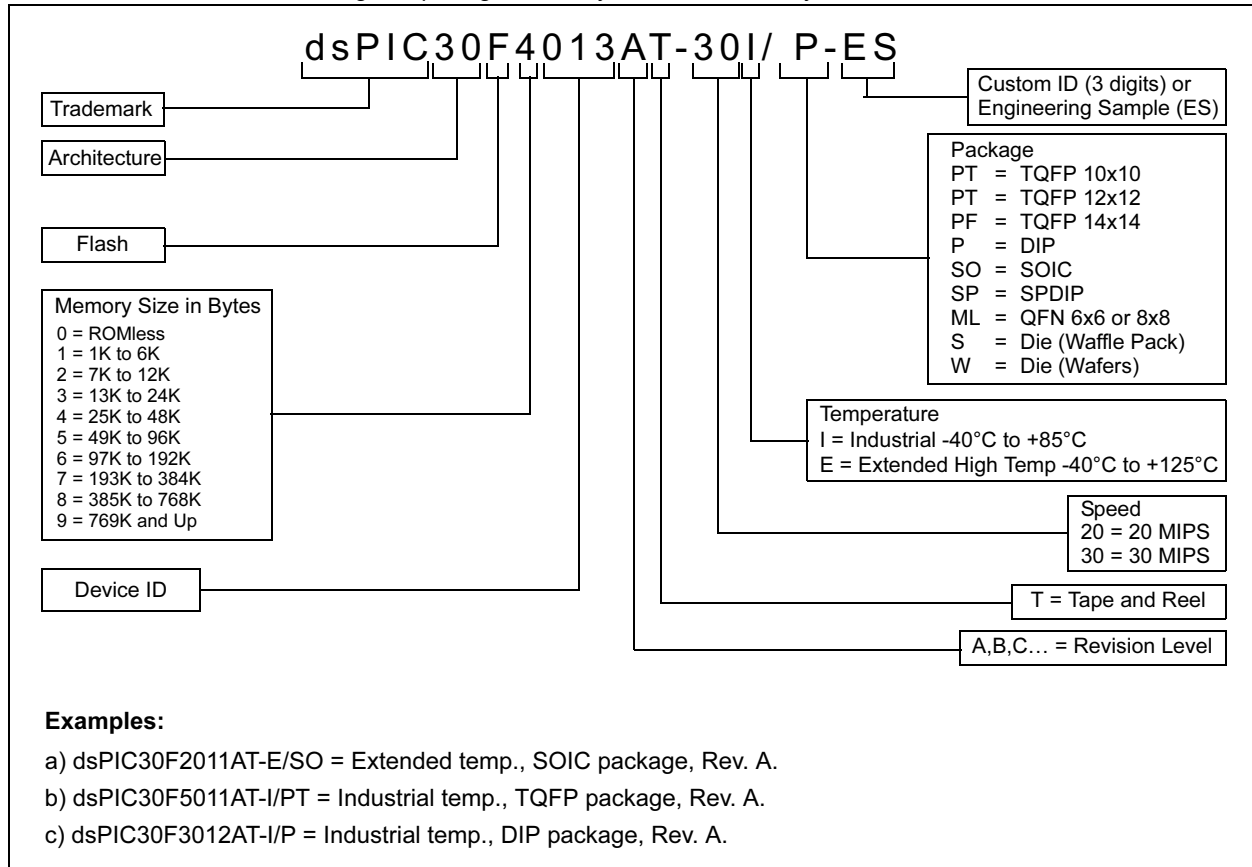 dsPIC30F4013AT-30I/ P-ES
Trademark
Architecture
Flash
Memory Size in Bytes
0 = ROMless
1 = 1K to 6K
2 = 7K to 12K
3 = 13K to 24K
4 = 25K to 48K
5 = 49K to 96K
6 = 97K to 192K
7 = 193K to 384K
8 = 385K to 768K
9 = 769K and Up
Device ID
Custom ID (3 digits) or
Engineering Sample (ES)
Package
PT = TQFP 10x10
PT = TQFP 12x12
PF = TQFP 14x14
P = DIP
SO = SOIC
SP = SPDIP
ML = QFN 6x6 or 8x8
S = Die (Waffle Pack)
W = Die (Wafers)
Temperature
I = Industrial -40°C to +85°C
E = Extended High Temp -40°C to +125°C
Speed
20 = 20 MIPS
30 = 30 MIPS
T = Tape and Reel
A,B,C… = Revision Level
Examples:
a) dsPIC30F2011AT-E/SO = Extended temp., SOIC package, Rev. A.
b) dsPIC30F5011AT-I/PT = Industrial temp., TQFP package, Rev. A.
c) dsPIC30F3012AT-I/P = Industrial temp., DIP package, Rev. A.